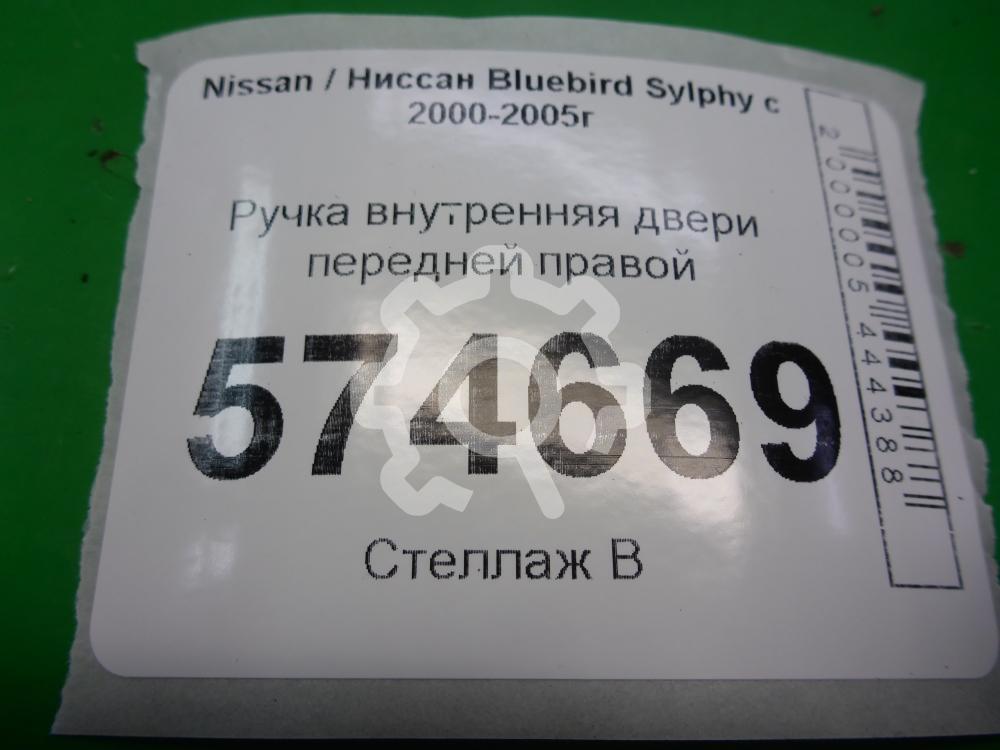 Nissan / Ниссан Bluebird Sylphy с
2000-2005г
Ручка внутренняя двери
передней правой
574669
Стеллаж В
2000005444388